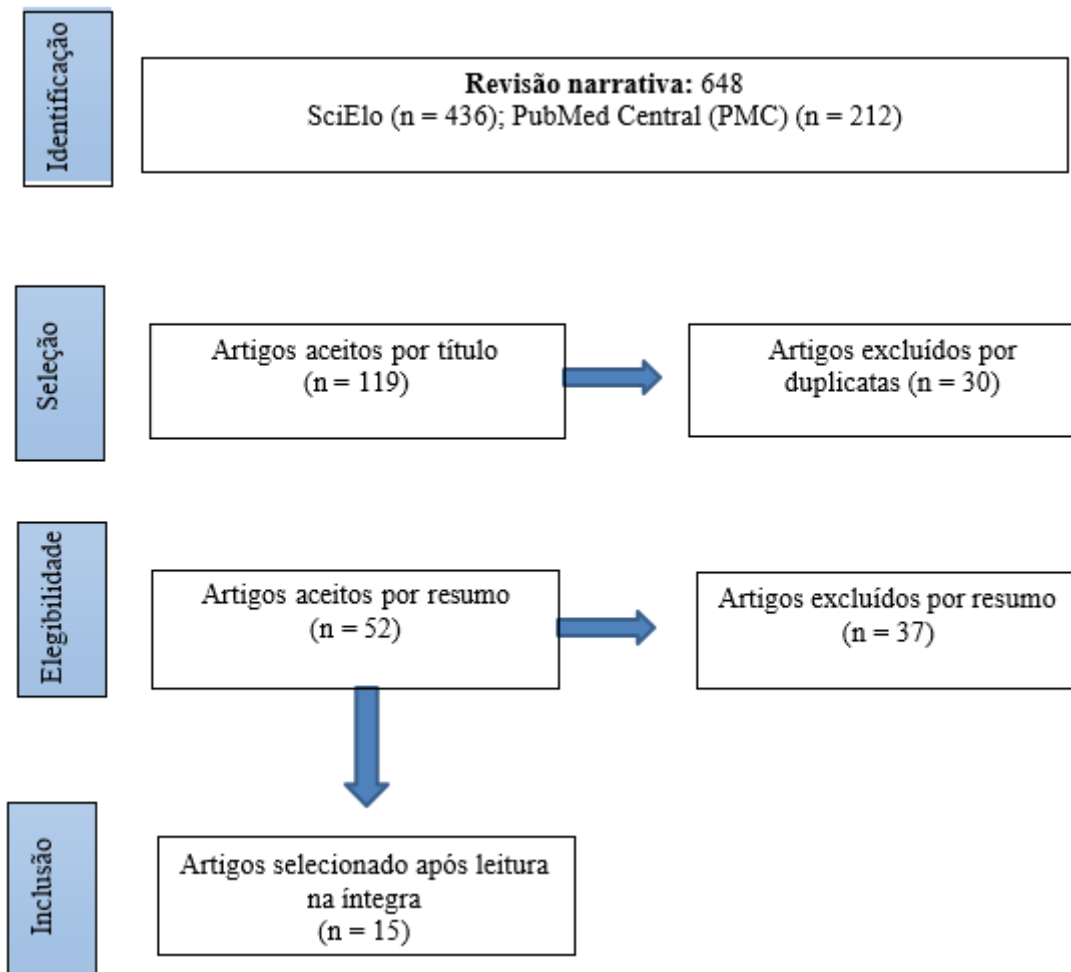 Identificação
Revisão narrativa: 648
SciElo (n = 436); PubMed Central (PMC) (n = 212)
Seleção
Artigos aceitos por título
(n = 119)
Artigos excluídos por
duplicatas (n = 30)
Elegibilidade
Artigos aceitos por resumo
(n = 52)
Artigos excluídos por resumo
(n = 37)
Inclusão
Artigos selecionado após leitura
na íntegra
(n = 15)